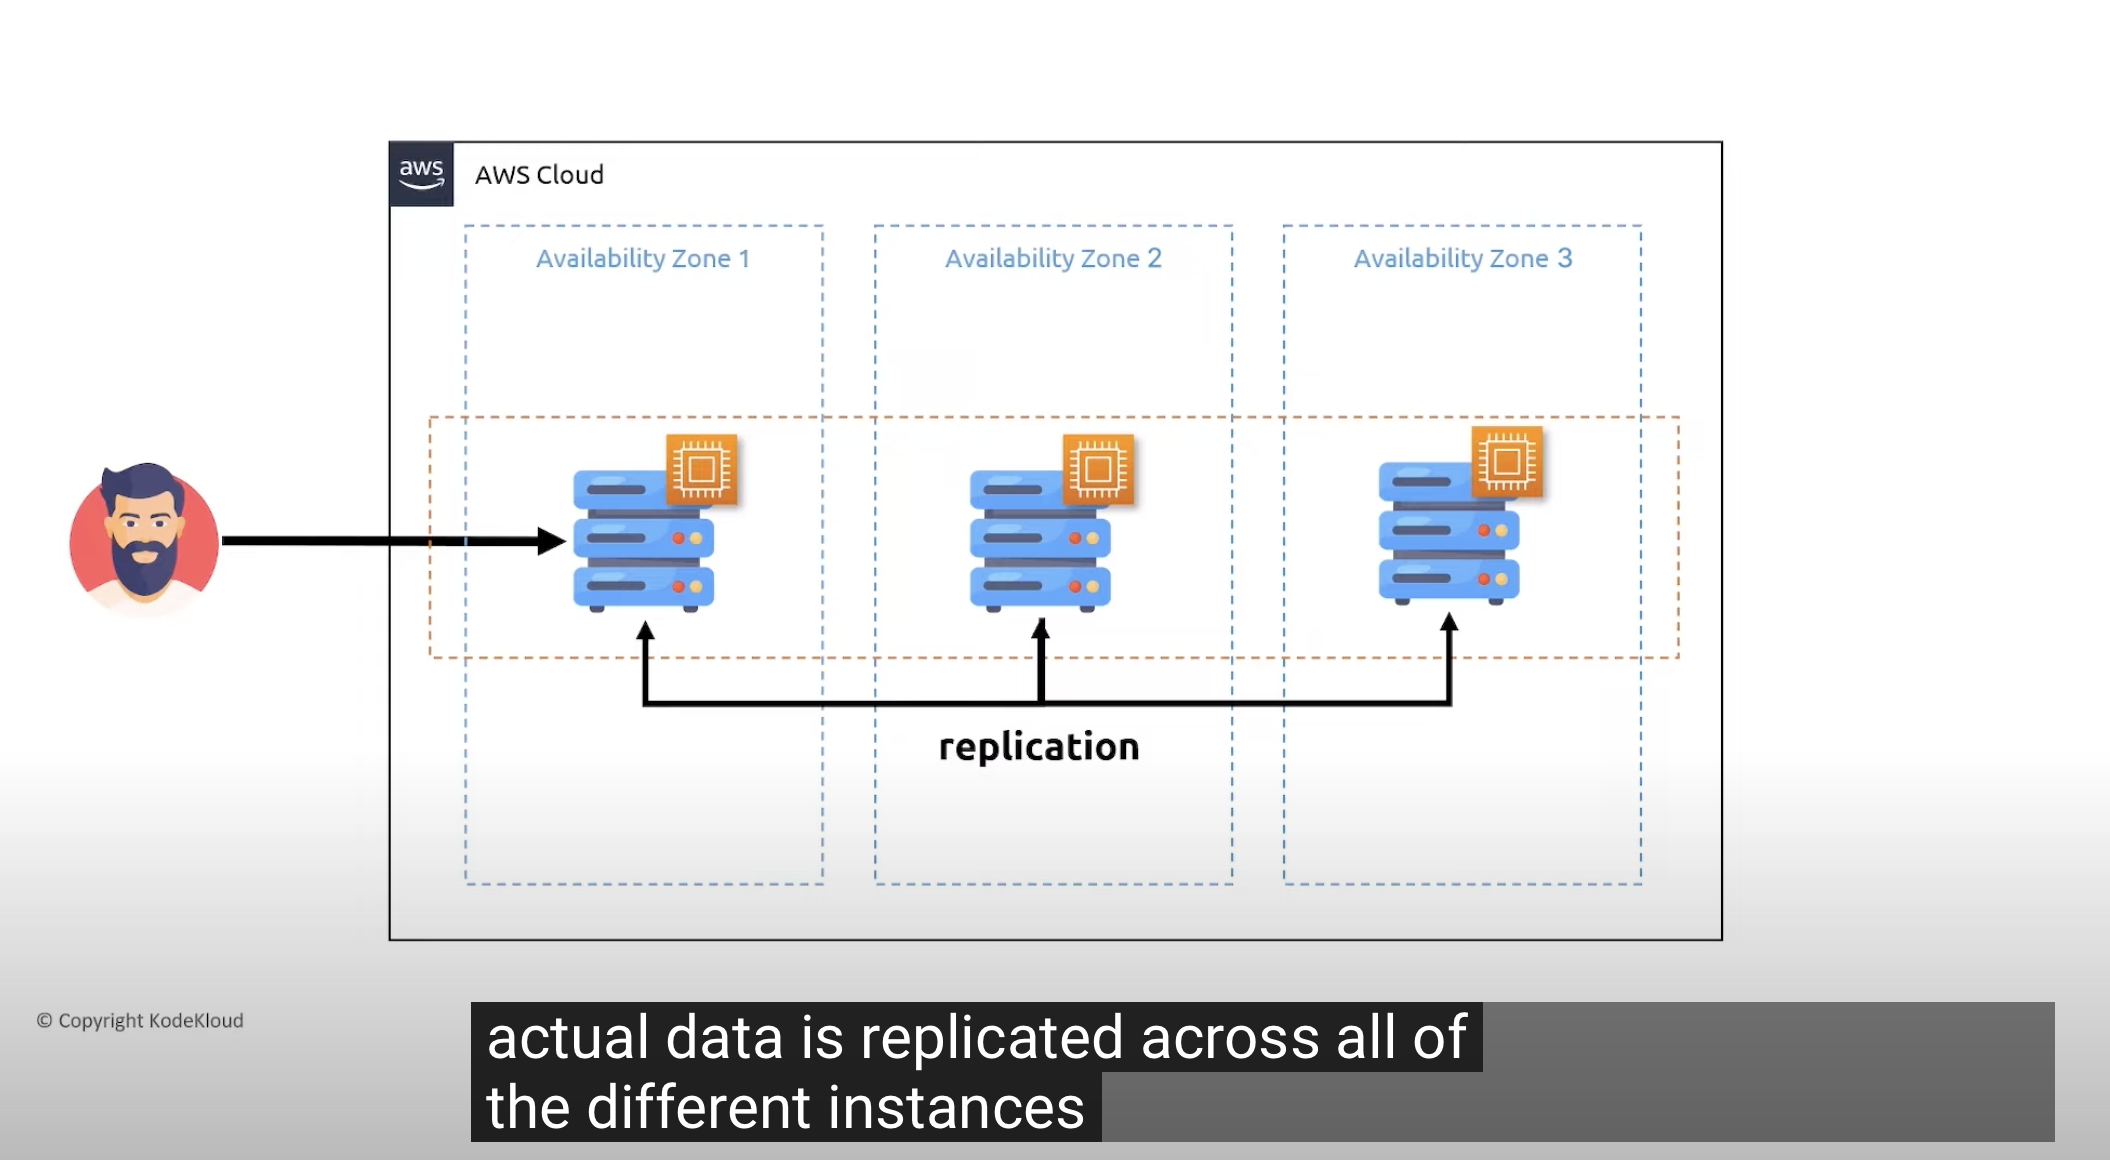 aws
AWS Cloud
Availability Zone 1
Availability Zone 2
Availability Zone 3
replication
© Copyright KodeKloud
actual data is replicated across all of
the different instances